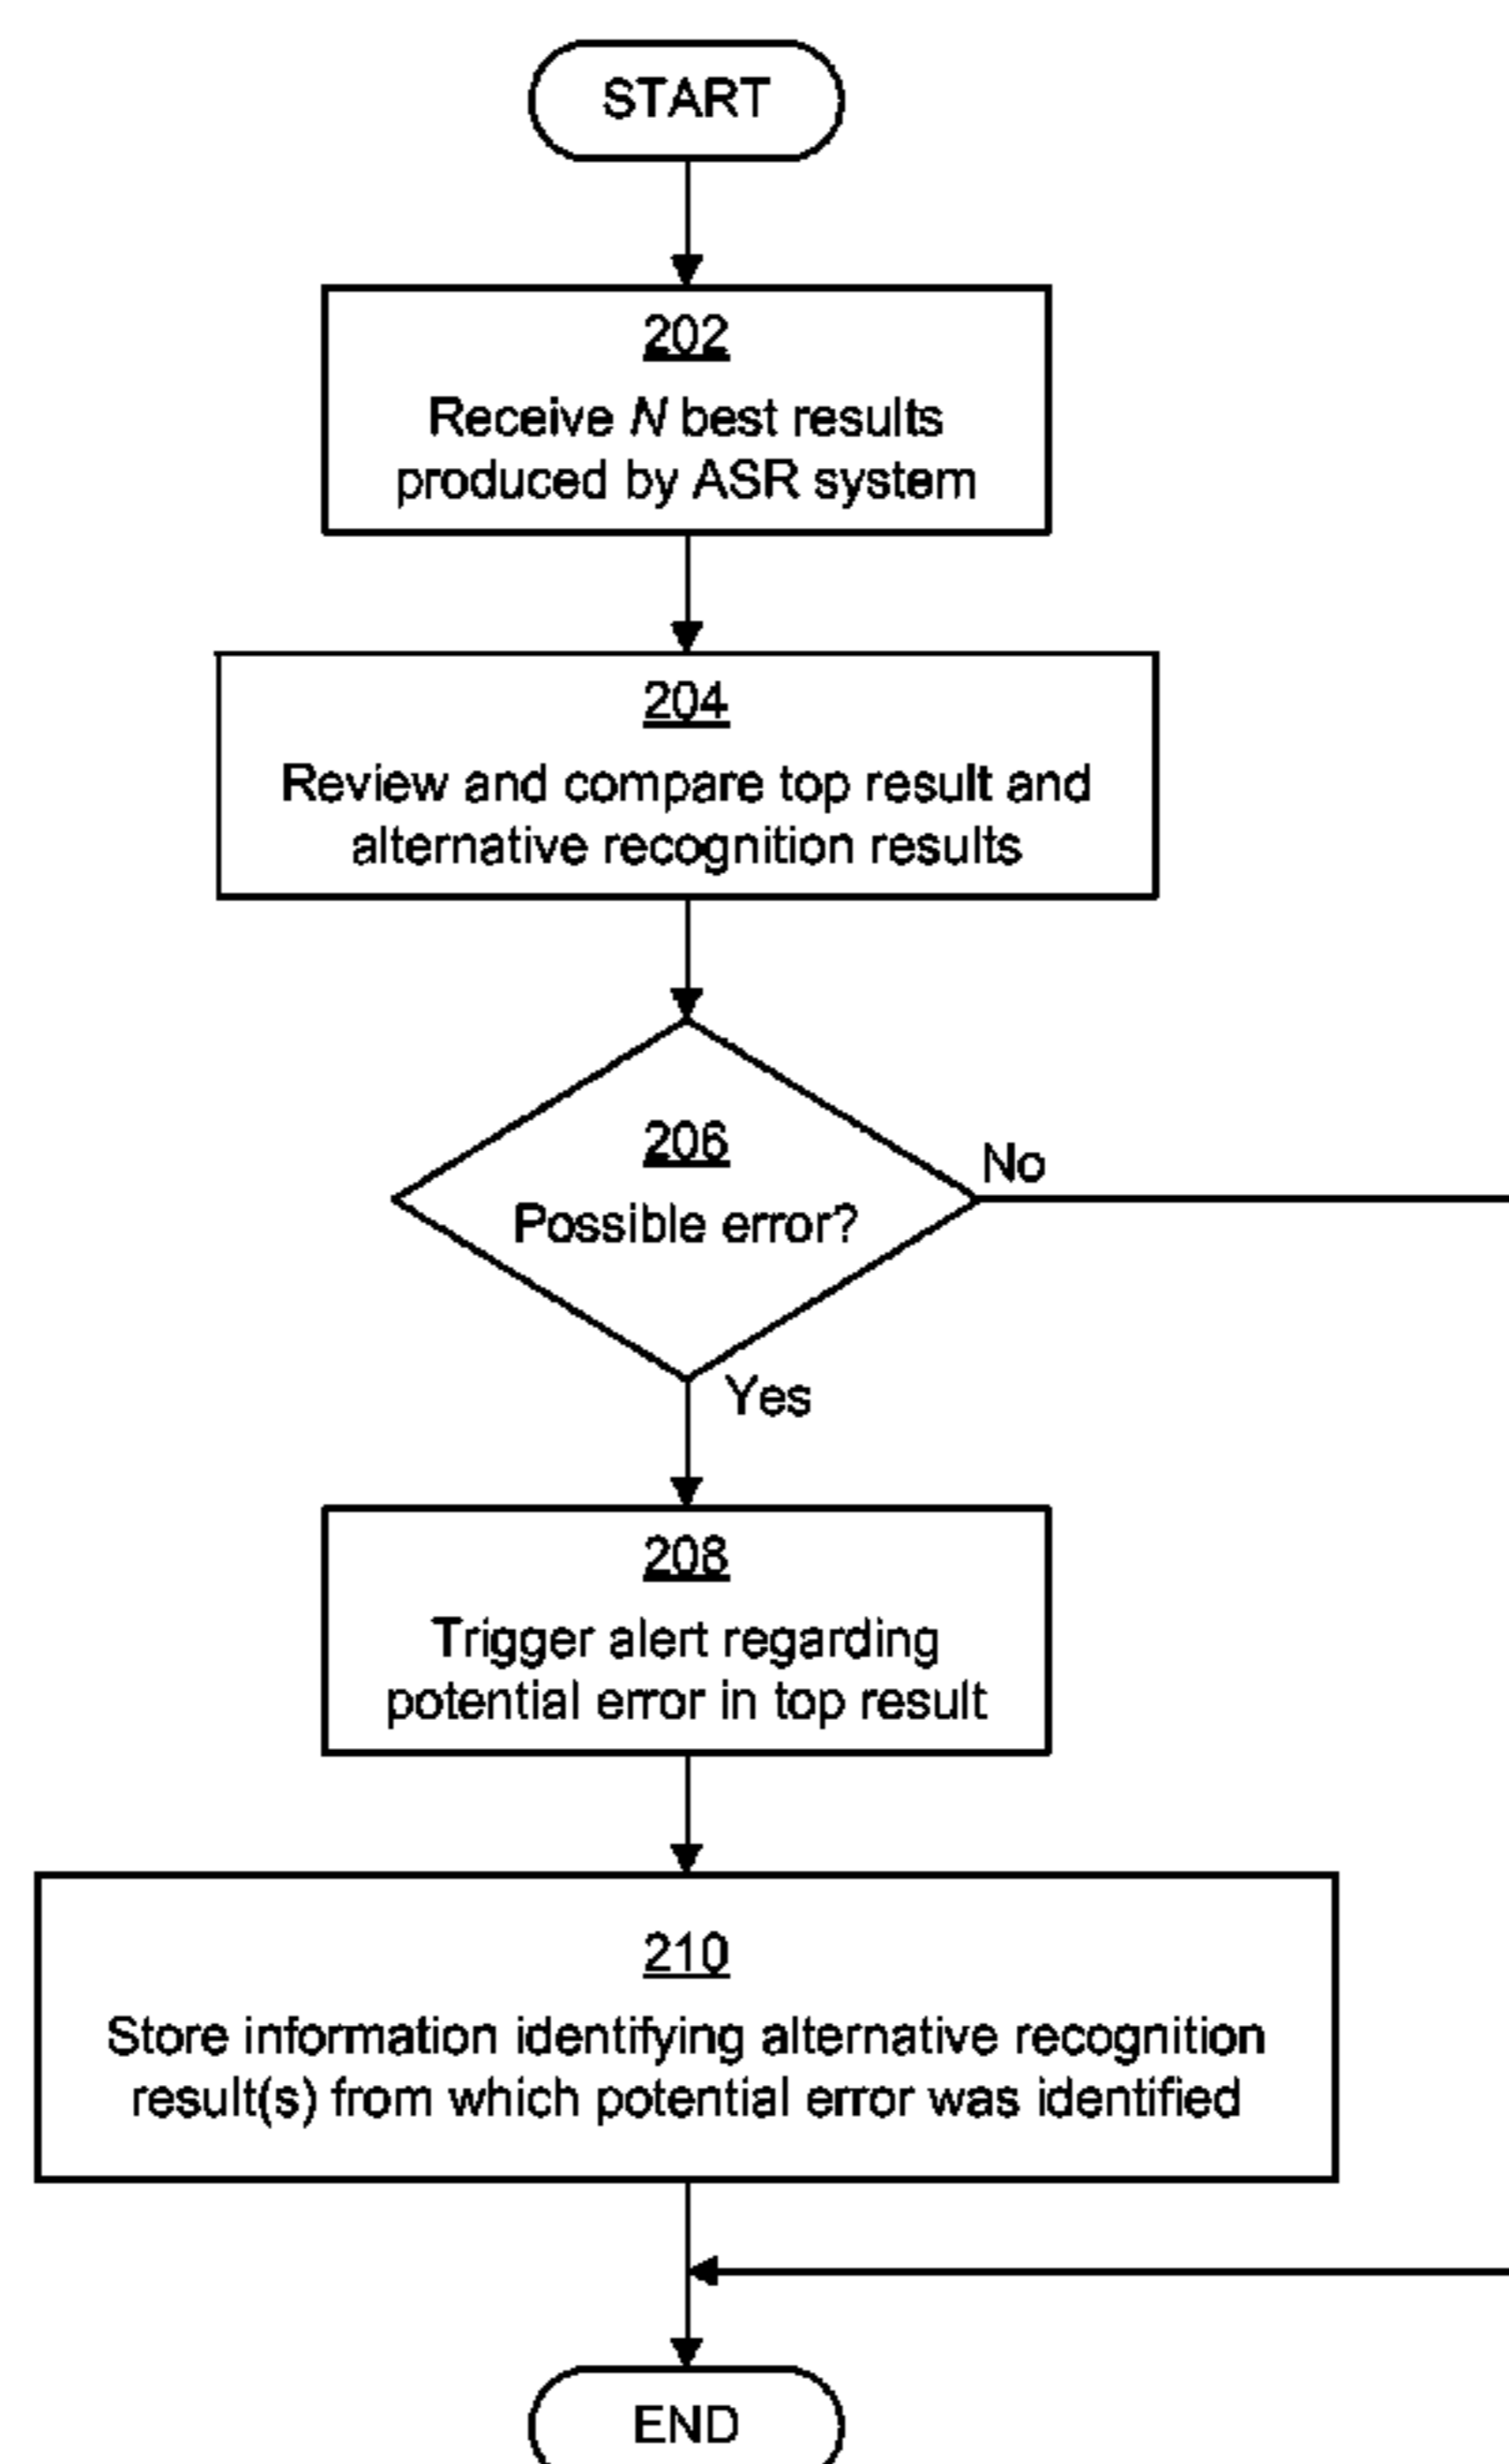 START
202
Receive N best results
produced by ASR system
204
Review and compare top result and
alternative recognition results
206
Possible error?
No
Yes
208
Trigger alert regarding
potential error in top result
210
Store information identifying alternative recognition
result(s) from which potential error was identified
END